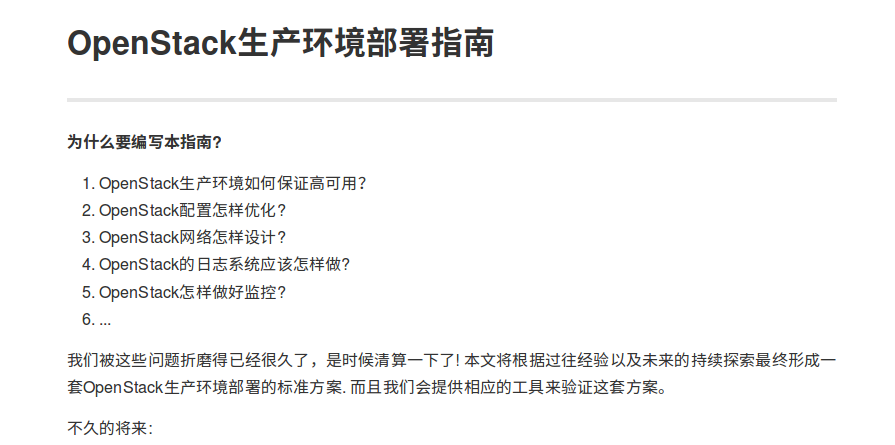 OpenStack生产环境部署指南
为什么要编写本指南?
1. OpenStack生产环境如何保证高可用?
2. OpenStack配置怎样优化?
3. OpenStack网络怎样设计?
4. OpenStack的日志系统应该怎样做?
5. OpenStack怎样做好监控?
6. ...
我们被这些问题折磨得已经很久了，是时候清算一下了! 本文将根据过往经验以及未来的持续探索最终形成一
套OpenStack生产环境部署的标准方案. 而且我们会提供相应的工具来验证这套方案。
不久的将来: